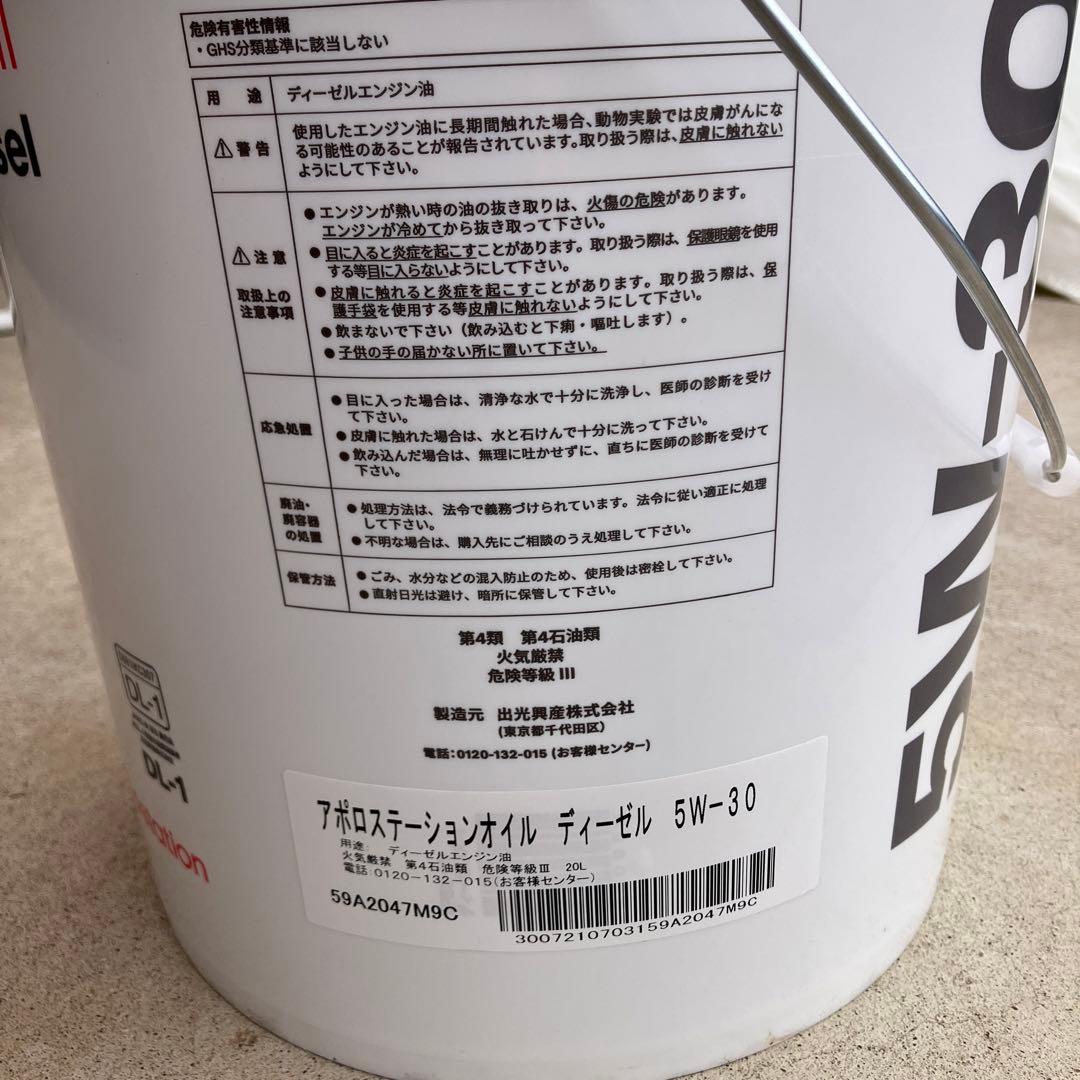 危険有害性情報
・GHS分類基準に該当しない
用 途 ディーゼルエンジン油
警告
使用したエンジン油に長期間触れた場合、動物実験では皮膚がんにな
る可能性のあることが報告されています。取り扱う際は、皮膚に触れない
ようにして下さい。
注意
取扱上の
注意事項
●エンジンが熱い時の油の抜き取りは、火傷の危険があります。
エンジンが冷めてから抜き取って下さい。
●目に入ると炎症を起こすことがあります。取り扱う際は、保護眼鏡を使用
する等目に入らないようにして下さい。
●皮膚に触れると炎症を起こすことがあります。取り扱う際は、保
護手袋を使用する等皮膚に触れないようにして下さい。
●飲まないで下さい（飲み込むと下痢・嘔吐します）。
●子供の手の届かない所に置いて下さい。
応急処置
●目に入った場合は、清浄な水で十分に洗浄し、医師の診断を受け
て下さい。
●皮膚に触れた場合は、水と石けんで十分に洗って下さい。
●飲み込んだ場合は、無理に吐かせずに、直ちに医師の診断を受けて
下さい。
廃油・
廃容器
の処置
●処理方法は、法令で義務づけられています。法令に従い適正に処理
して下さい。
●不明な場合は、購入先にご相談のうえ処理して下さい。
保管方法
●ごみ、水分などの混入防止のため、使用後は密栓して下さい。
●直射日光は避け、暗所に保管して下さい。
第4類 第4石油類
火気厳禁
危険等級III
製造元 出光興産株式会社
(東京都千代田区)
電話:0120-132-015 (お客様センター)
アポロステーションオイル ディーゼル 5W-30
用途: ディーゼルエンジン油
火気厳禁 第4石油類 危険等級Ⅲ 20L
電話:0120-132-015(お客様センター)
59A2047M9C
3007210703159A2047M9C
DL-1
DL-1
sel
ation
5W-30